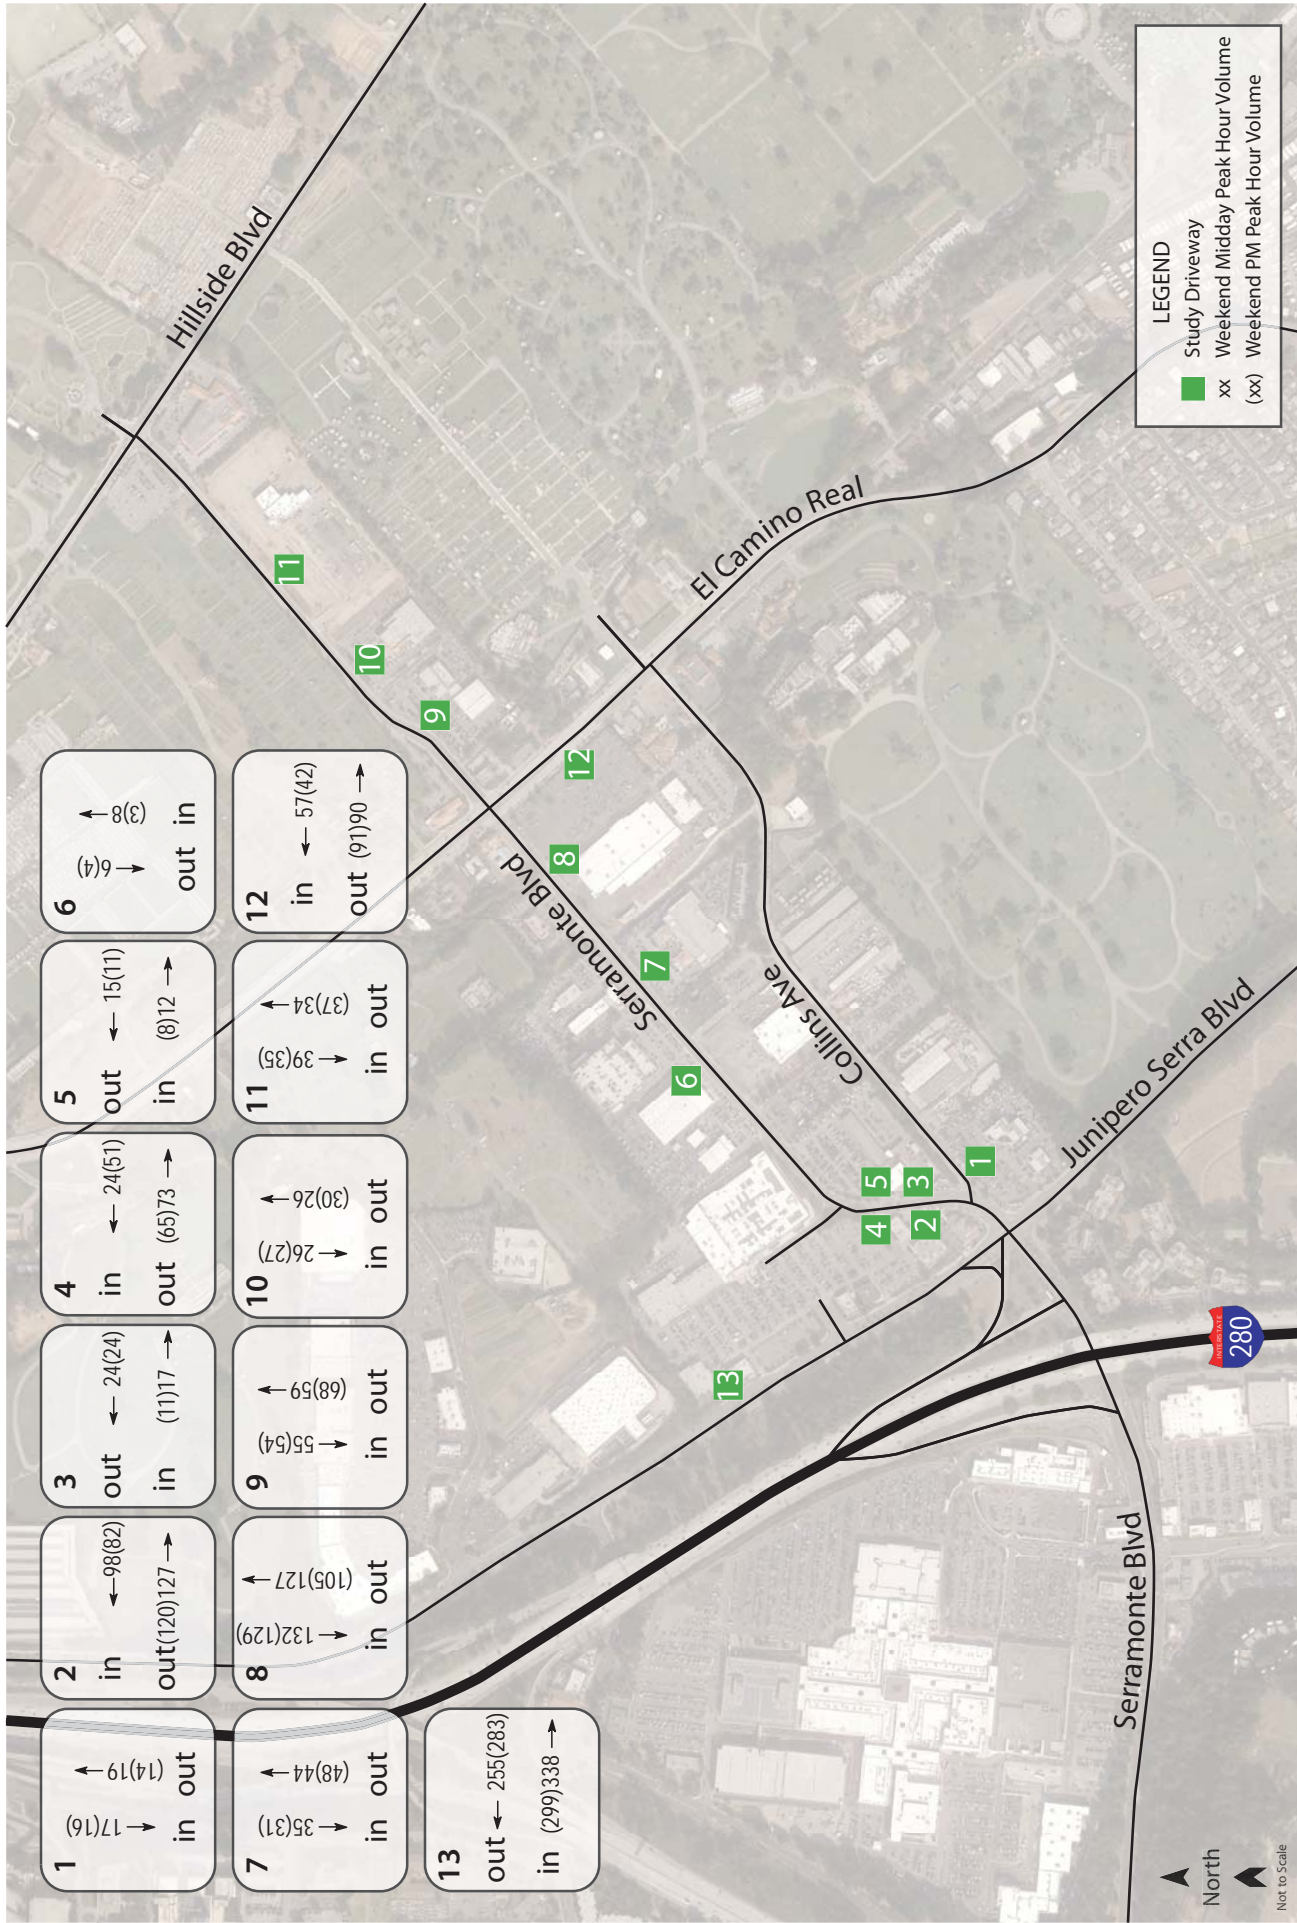 1
17(16)
(14)19
in out
2
in
98(82)
out(120)127
3
out
24(24)
in
(11)17
4
in
24(51)
out (65)73
5
out
15(11)
in
(8)12
6
6(4)
(3)8
out in
7
35(31)
(48)44
in out
8
132(129)
(105)127
in out
9
55(54)
(68)59
in out
10
26(27)
(30)26
in out
11
39(35)
(37)34
in out
12
in
57(42)
out (91)90
13
out
255(283)
in (299)338
Hillside Blvd
11
10
9
12
8
Serramonte Blvd
7
6
El Camino Real
Collins Ave
13
5
4
3
2
1
Junipero Serra Blvd
INTERSTATE
280
Serramonte Blvd
North
Not to Scale
LEGEND
Study Driveway
xx Weekend Midday Peak Hour Volume
(xx) Weekend PM Peak Hour Volume